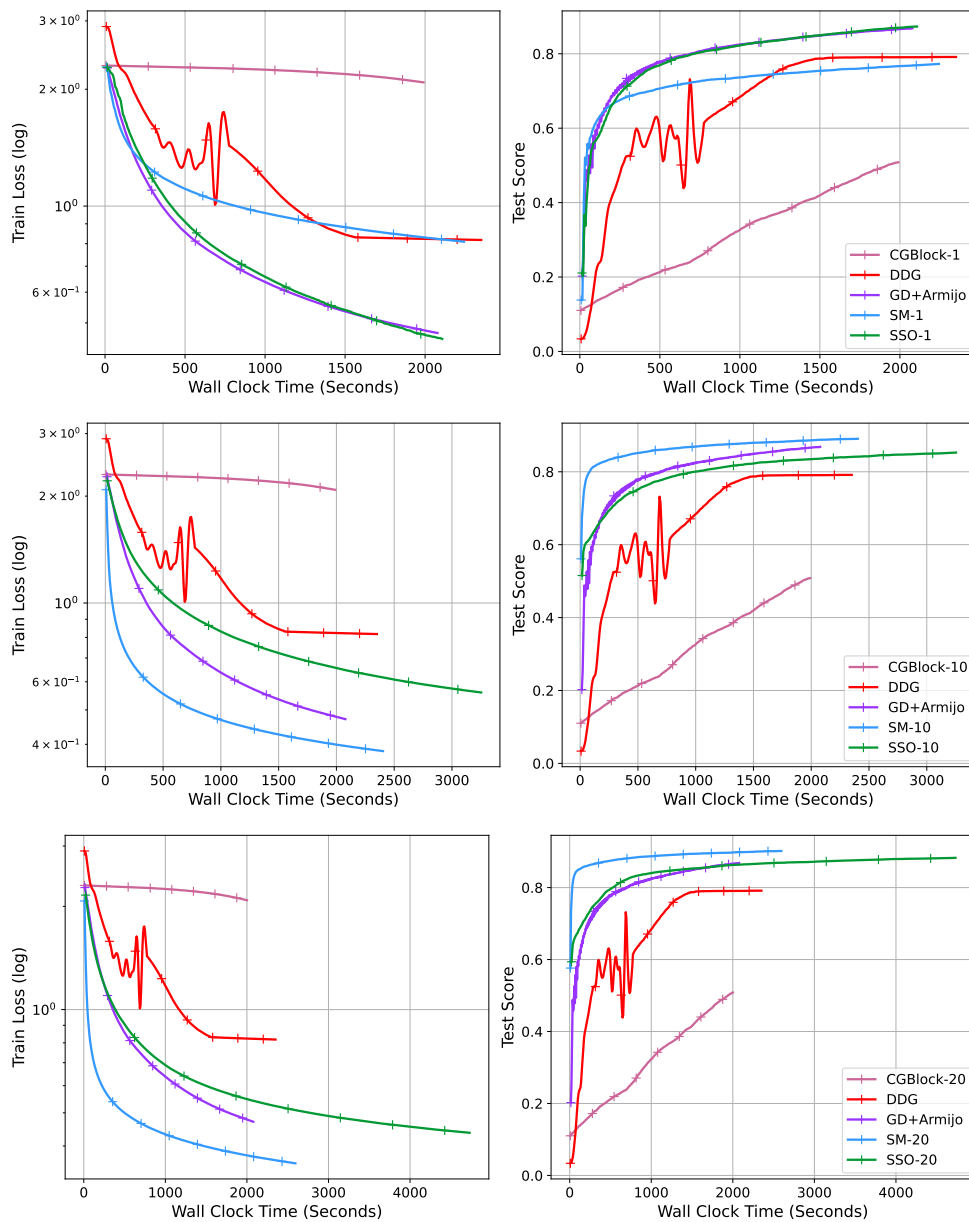 3 × 10⁰
2 × 10⁰
10⁰
6 × 10⁻¹
Train Loss (log)
0 500 1000 1500 2000
Wall Clock Time (Seconds)
0.8
0.6
0.4
0.2
0.0
Test Score
CGBlock-1
DDG
GD+Armijo
SM-1
SSO-1
0 500 1000 1500 2000
Wall Clock Time (Seconds)
3 × 10⁰
2 × 10⁰
10⁰
6 × 10⁻¹
4 × 10⁻¹
Train Loss (log)
0 500 1000 1500 2000 2500 3000
Wall Clock Time (Seconds)
0.8
0.6
0.4
0.2
0.0
Test Score
CGBlock-10
DDG
GD+Armijo
SM-10
SSO-10
0 500 1000 1500 2000 2500 3000
Wall Clock Time (Seconds)
10⁰
Train Loss (log)
0 1000 2000 3000 4000
Wall Clock Time (Seconds)
0.8
0.6
0.4
0.2
0.0
Test Score
CGBlock-20
DDG
GD+Armijo
SM-20
SSO-20
0 1000 2000 3000 4000
Wall Clock Time (Seconds)